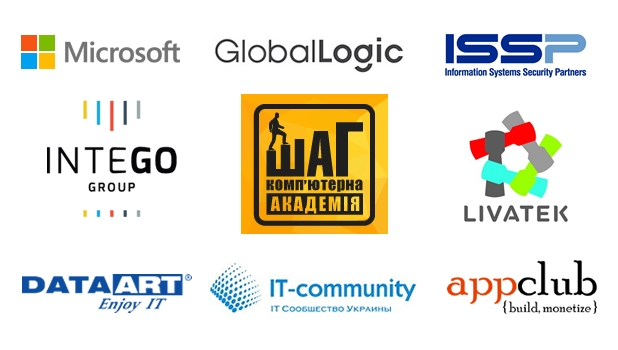 Microsoft
GlobalLogic
ISSP
Information Systems Security Partners
INTEGO
GROUP
ШАГ
КОМП'ЮТЕРНА
АКАДЕМІЯ
LIVATEK
DATAART®
Enjoy IT
IT-community
IT Сообщество Украины
appclub
{build, monetize}